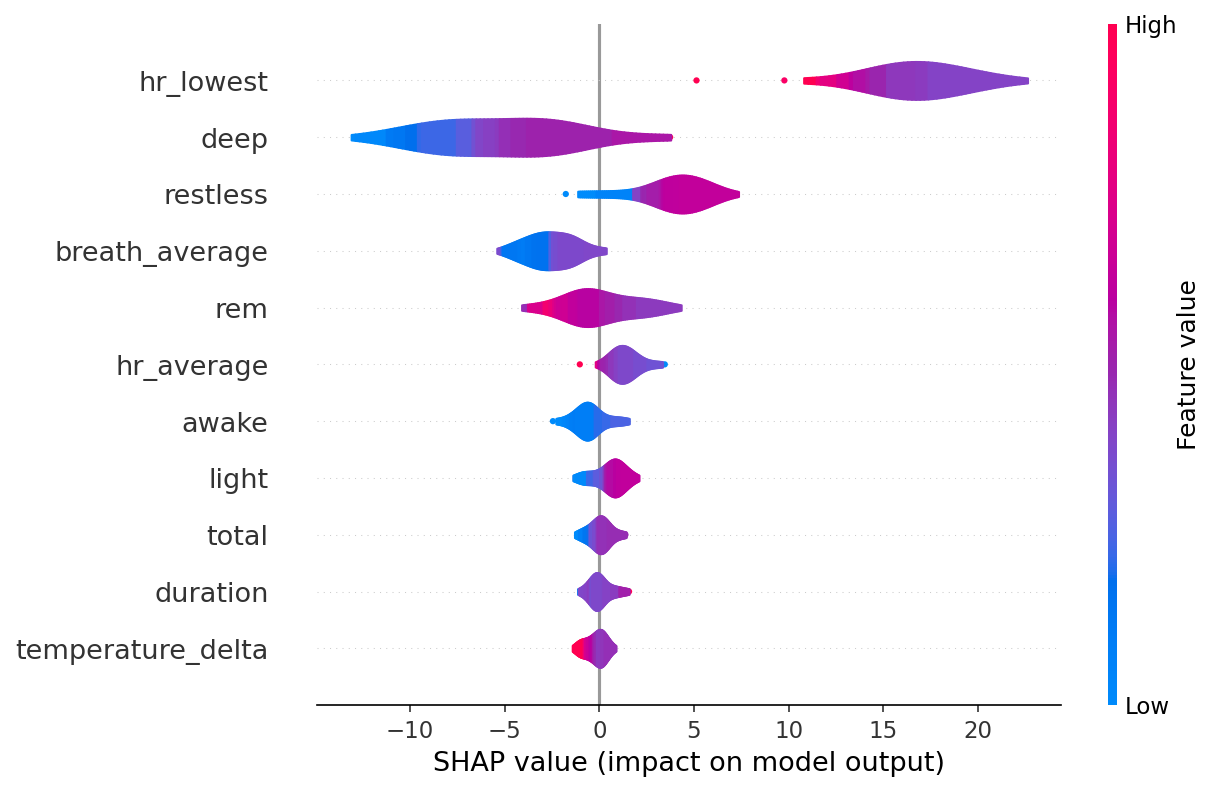 High
hr_lowest
deep
restless
breath_average
rem
hr_average
awake
light
total
duration
temperature_delta
Feature value
Low
−10 −5 0 5 10 15 20
SHAP value (impact on model output)